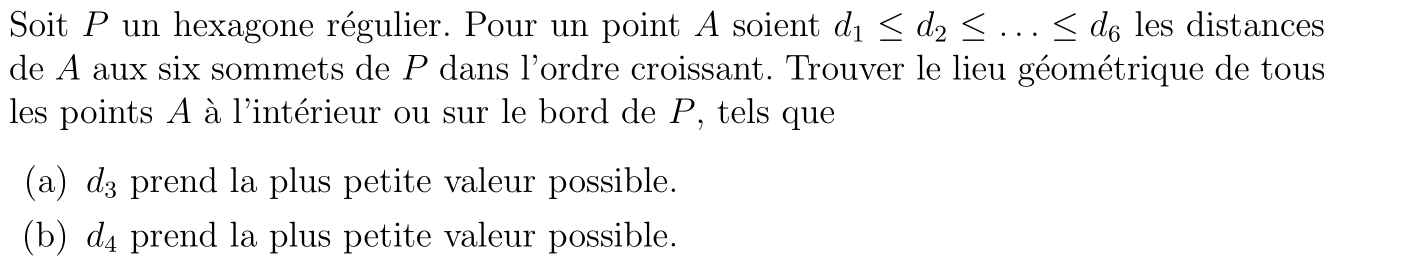 Soit $P$ un hexagone régulier. Pour un point $A$ soient $d_1 \leq d_2 \leq \ldots \leq d_6$ les distances
de $A$ aux six sommets de $P$ dans l'ordre croissant. Trouver le lieu géométrique de tous
les points $A$ à l'intérieur ou sur le bord de $P$, tels que
(a) $d_3$ prend la plus petite valeur possible.
(b) $d_4$ prend la plus petite valeur possible.